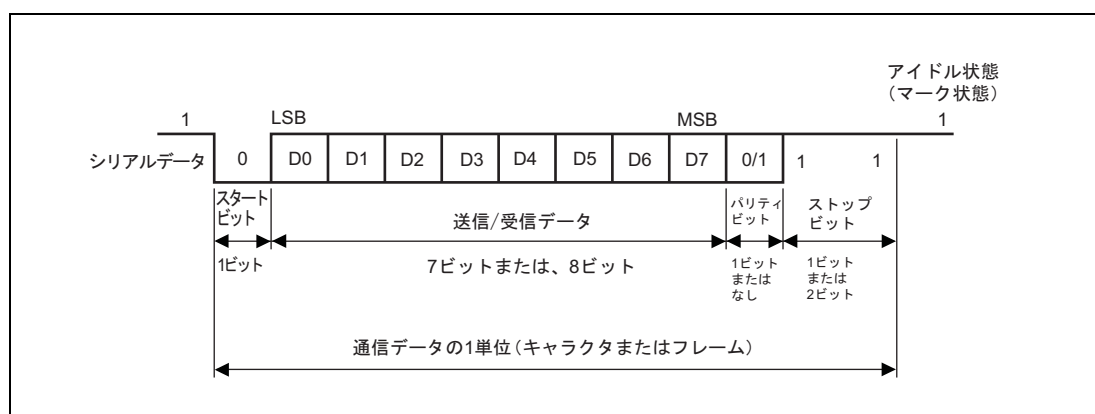 アイドル状態
（マーク状態）
1 LSB MSB 1
シリアルデータ 0 D0 D1 D2 D3 D4 D5 D6 D7 0/1 1 1
スタート
ビット
送信/受信データ
パリティ
ビット
ストップ
ビット
1ビット
7ビットまたは、8ビット
1ビット
または
なし
1ビット
または
2ビット
通信データの1単位（キャラクタまたはフレーム）